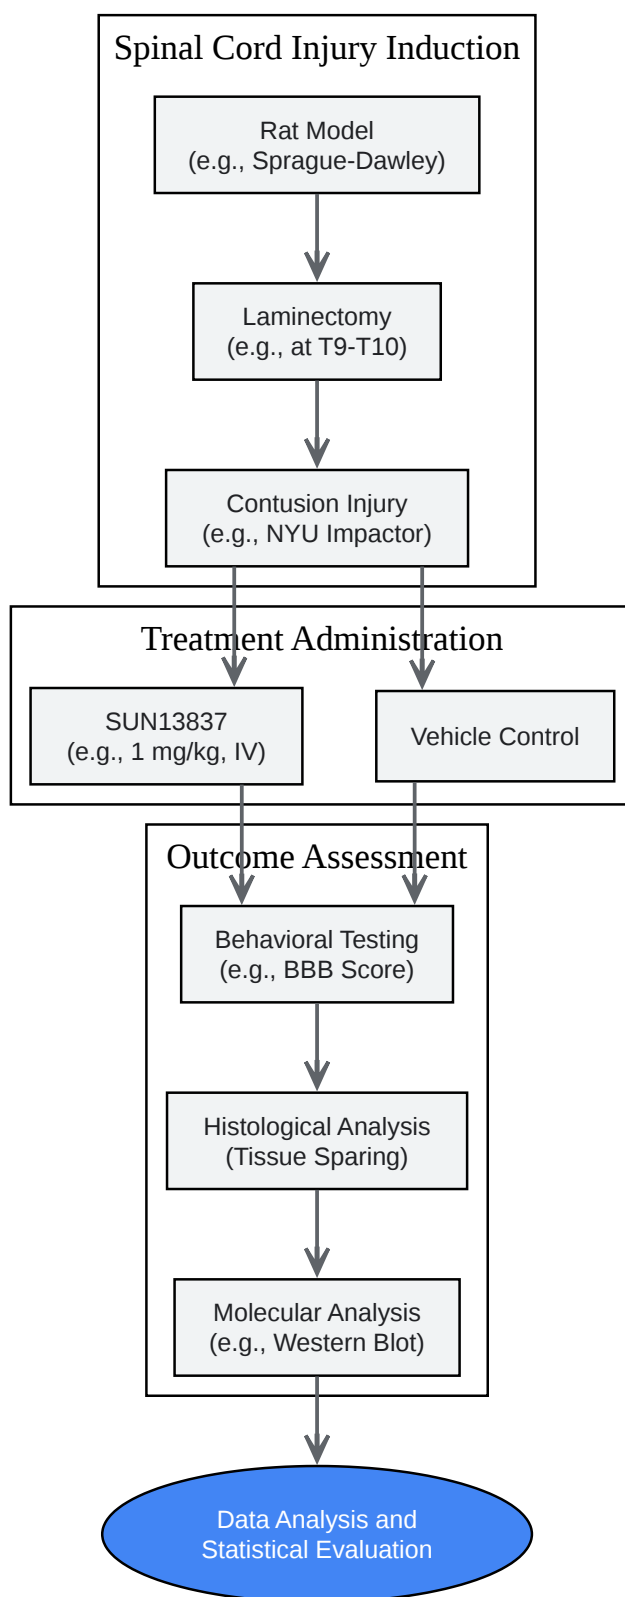 Spinal Cord Injury Induction
Rat Model
(e.g., Sprague-Dawley)
Laminectomy
(e.g., at T9-T10)
Contusion Injury
(e.g., NYU Impactor)
Treatment Administration
SUN13837
(e.g., 1 mg/kg, IV)
Vehicle Control
Outcome Assessment
Behavioral Testing
(e.g., BBB Score)
Histological Analysis
(Tissue Sparing)
Molecular Analysis
(e.g., Western Blot)
Data Analysis and
Statistical Evaluation